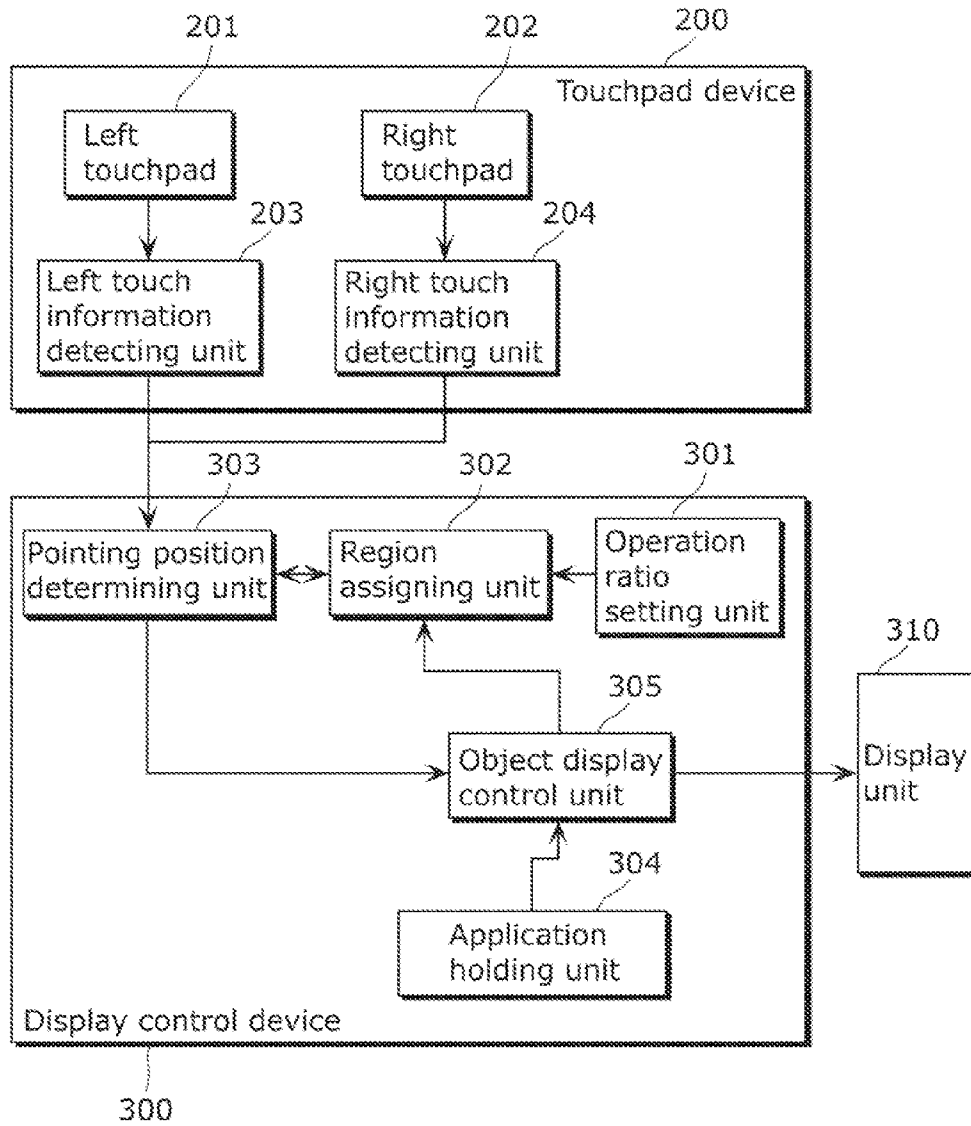 201
202
200
Touchpad device
Left
touchpad
Right
touchpad
203
204
Left touch
information
detecting unit
Right touch
information
detecting unit
303
302
301
Pointing position
determining unit
Region
assigning unit
Operation
ratio
setting unit
310
305
Object display
control unit
Display
unit
304
Application
holding unit
Display control device
300